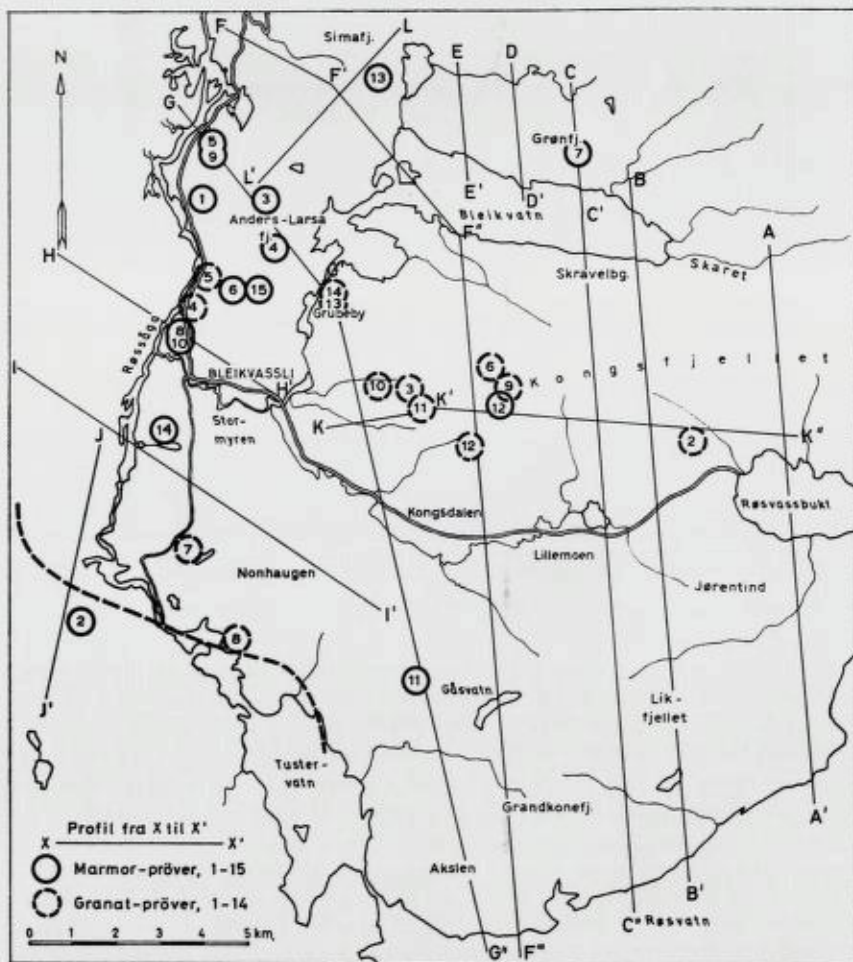 F
Simafj.
L
E
D
C
N
F'
13
G
Grønfj.
7
5
9
L'
E'
D'
B
1
3
Bleikvatn
C'
Anders-Larsa
fj.
4
F"
A
H
Skravelbg.
Skaret
5
6
15
G'
14
13
Grubeby
4
Røssåga
8
10
BLEIKVASSLI
H'
I
6
9
Kongsfjellet
10
3
K'
11
12
Stor-
myren
K
K"
J
14
12
2
Røsvassbukt
Kongsdalen
Lillemoen
7
Nonhaugen
Jørentind
I'
2
8
11
Gåsvatn.
Lik-
fjellet
J'
Tuster-
vatn
Grandkonefj.
A'
Profil fra X til X'
X X'
Marmor-pröver, 1-15
Granat-pröver, 1-14
Akslen
B'
C" Røsvatn
0 1 2 3 4 5 km
G" F"'